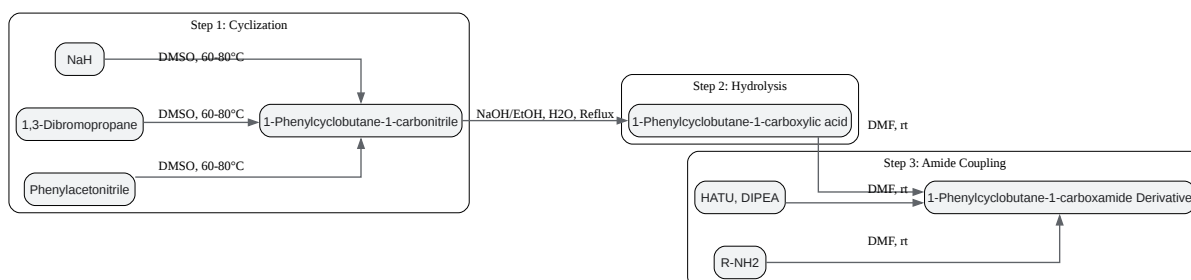 Step 1: Cyclization
NaH
DMSO, 60-80°C
1,3-Dibromopropane
DMSO, 60-80°C
1-Phenylcyclobutane-1-carbonitrile
DMSO, 60-80°C
Phenylacetonitrile
NaOH/EtOH, H2O, Reflux
Step 2: Hydrolysis
1-Phenylcyclobutane-1-carboxylic acid
DMF, rt
Step 3: Amide Coupling
HATU, DIPEA
DMF, rt
1-Phenylcyclobutane-1-carboxamide Derivative
DMF, rt
R-NH2